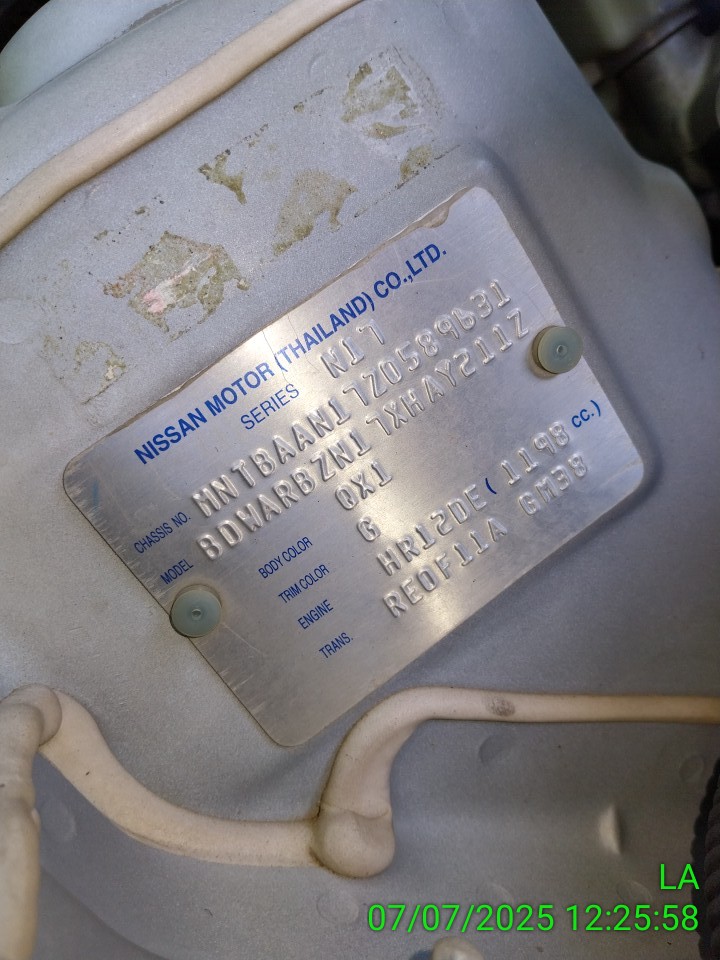 NISSAN MOTOR (THAILAND) CO.,LTD.
SERIES N17
CHASSIS NO. MNTBAAN17Z0589631
MODEL BDWARBZN17XHAY211Z
BODY COLOR QX1
TRIM COLOR G
ENGINE HR12DE ( 1198 cc.)
TRANS. RE0F11A GM38
LA
07/07/2025 12:25:58